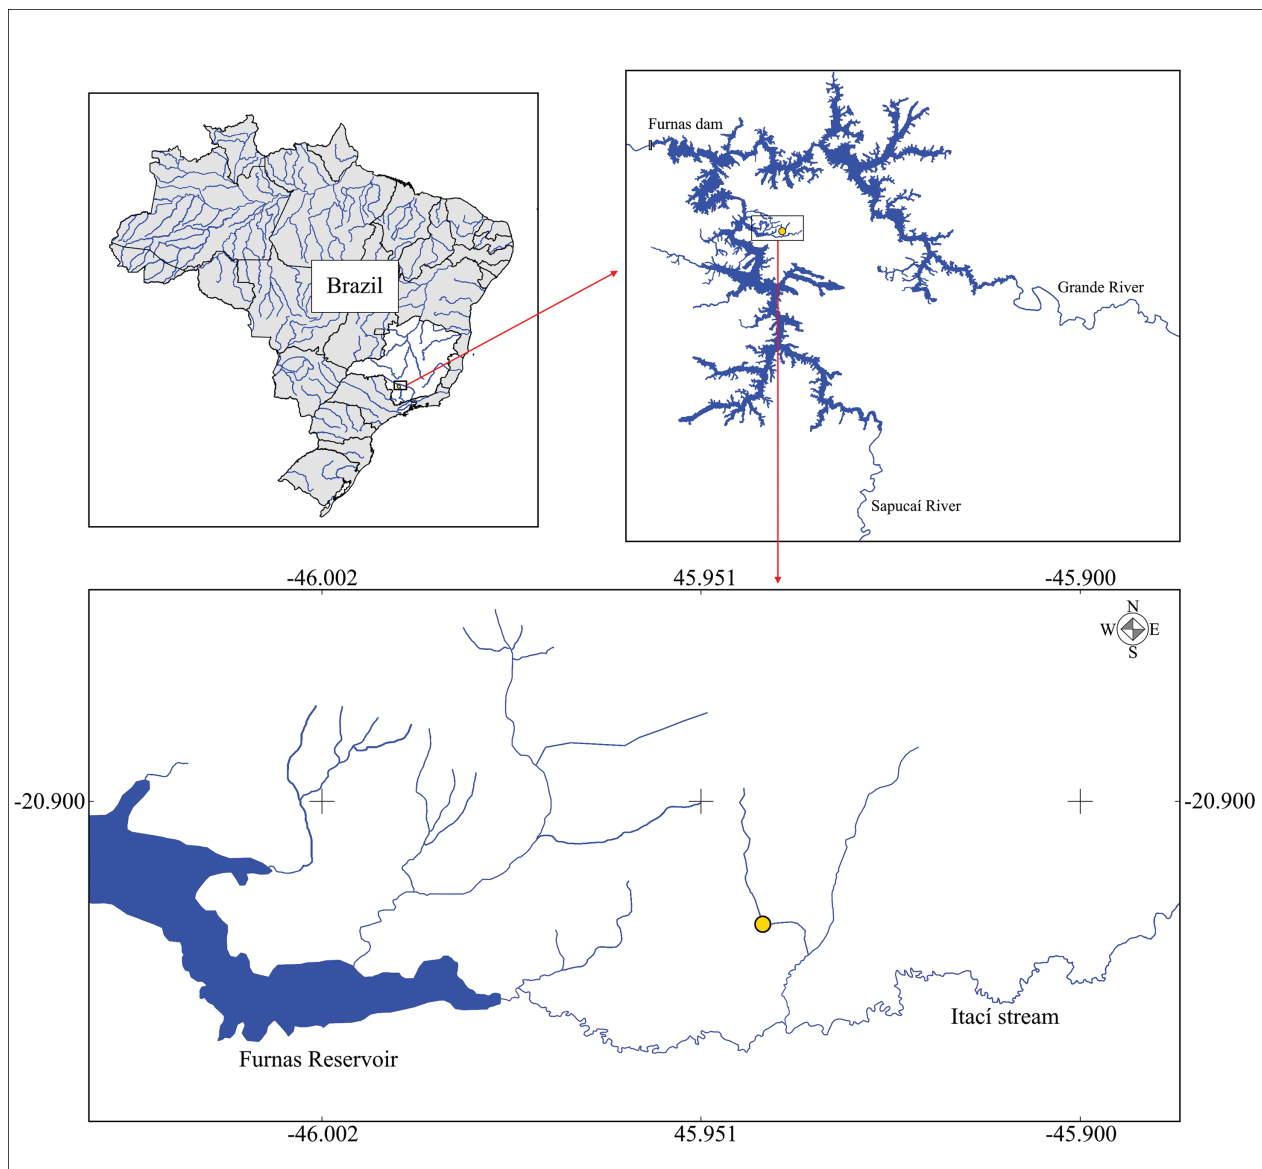 Brazil
Furnas dam
Grande River
Sapucaí River
-46.002
45.951
-45.900
N
W
E
S
-20.900
-20.900
Itací stream
Furnas Reservoir
-46.002
45.951
-45.900